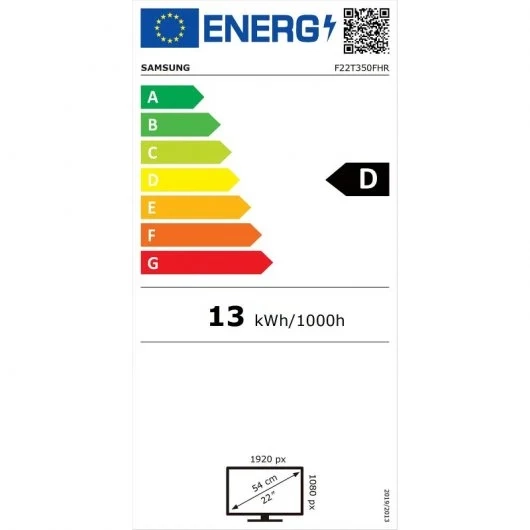 ENERG
SAMSUNG
F22T350FHR
A
B
C
D
E
F
G
D
13 kWh/1000h
1920 px
54 cm
22"
1080 px
2019/2013